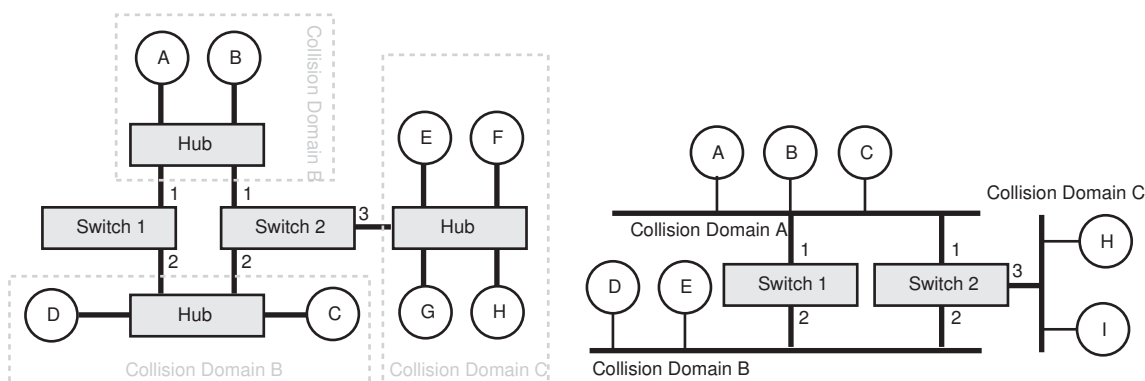 A
B
Collision Domain B
Hub
1
1
E
F
Switch 1
Switch 2
3
Hub
2
2
D
Hub
C
G
H
Collision Domain B
Collision Domain C
A
B
C
Collision Domain C
Collision Domain A
1
1
H
D
E
Switch 1
Switch 2
3
2
2
I
Collision Domain B